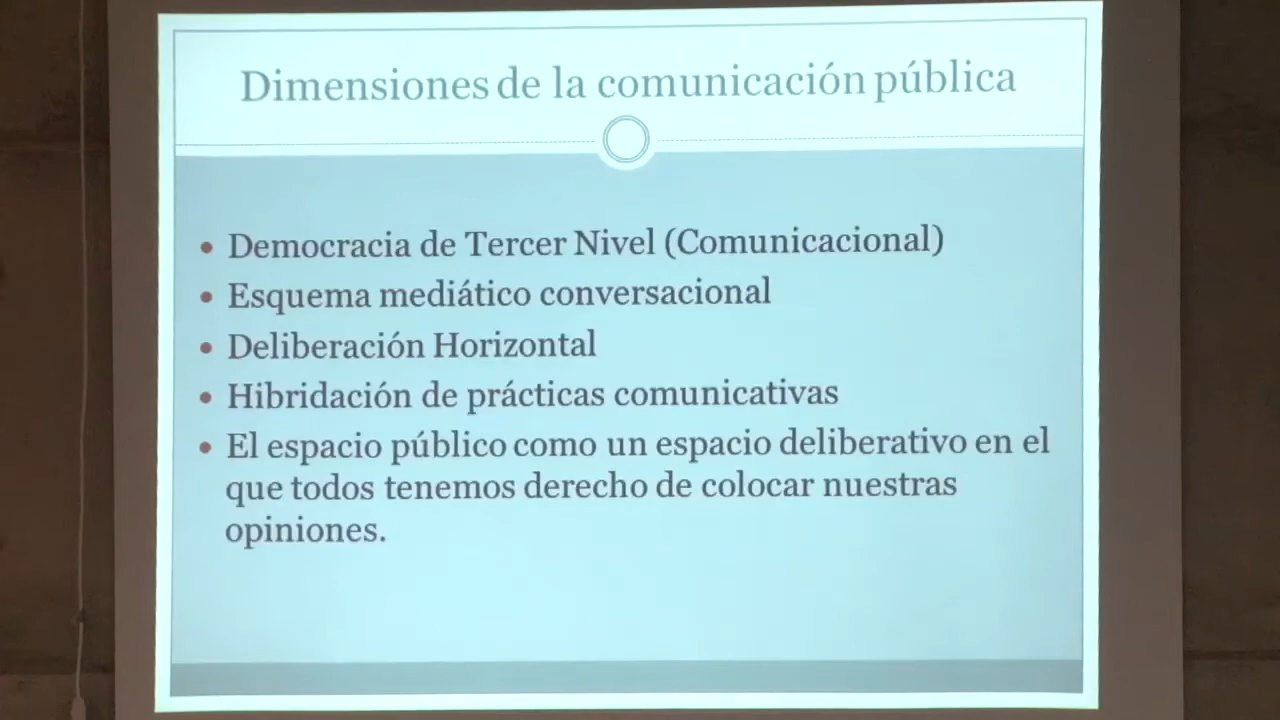 Dimensiones de la comunicación pública
• Democracia de Tercer Nivel (Comunicacional)
• Esquema mediático conversacional
• Deliberación Horizontal
• Hibridación de prácticas comunicativas
• El espacio público como un espacio deliberativo en el
que todos tenemos derecho de colocar nuestras
opiniones.